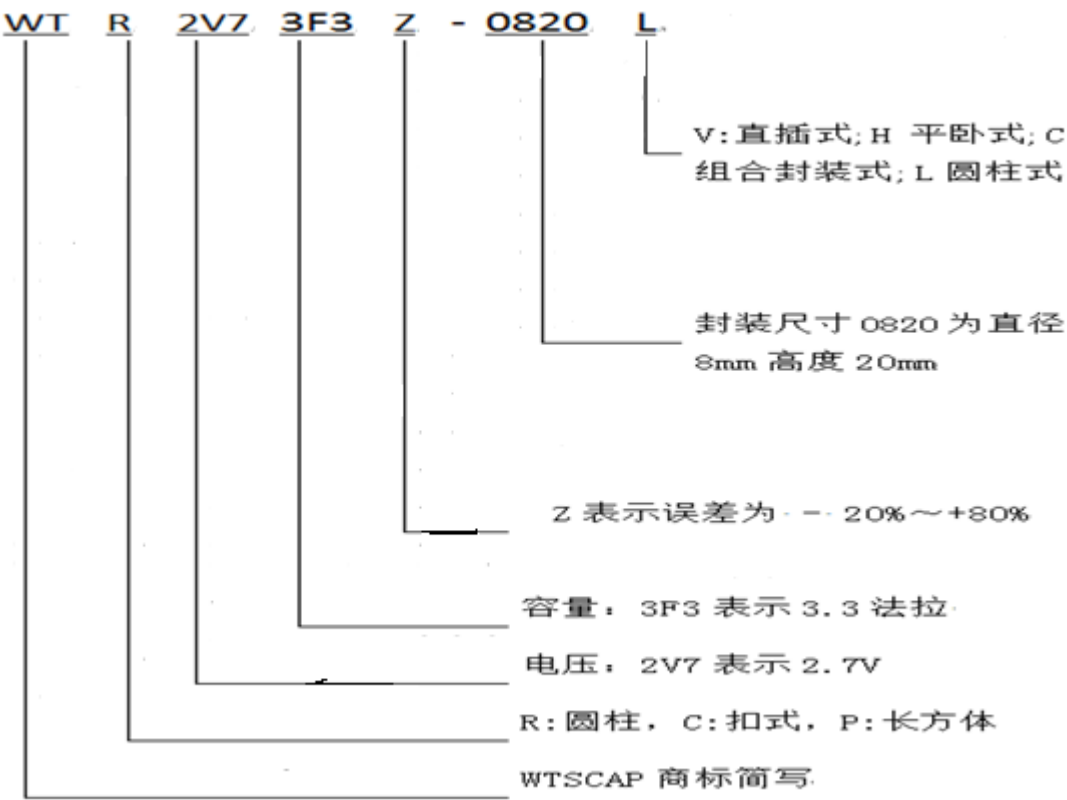 WT R 2V7 3F3 Z - 0820 L
V:直插式;H 平卧式;C
组合封装式;L 圆柱式
封装尺寸 0820 为直径
8mm 高度 20mm
Z 表示误差为 - 20%～+80%
容量：3F3 表示 3.3 法拉
电压：2V7 表示 2.7V
R:圆柱，C:扣式，P:长方体
WTSCAP 商标简写